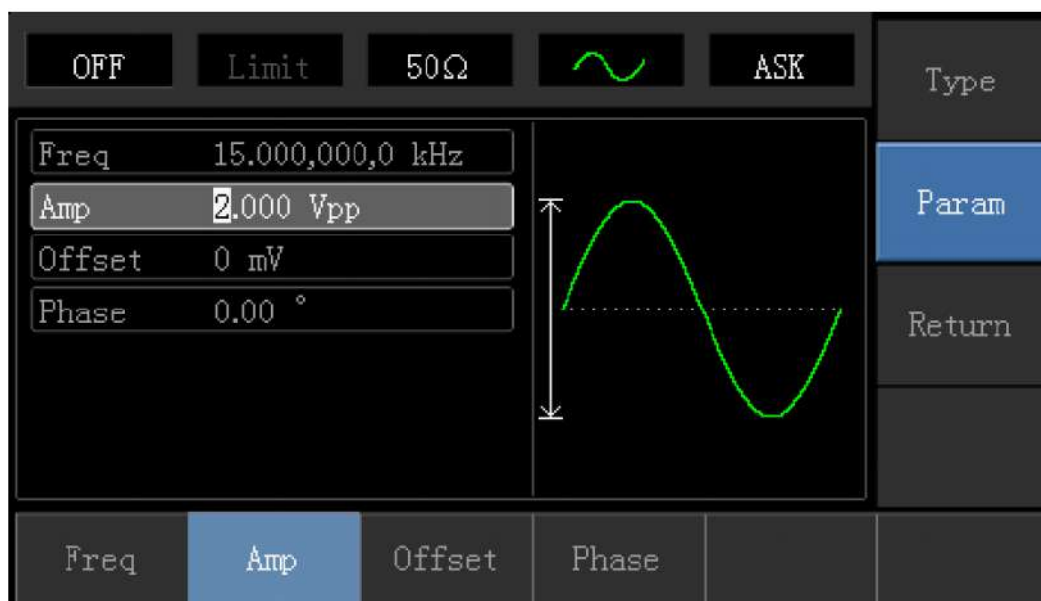 OFF Limit 50Ω ASK
Type
Freq 15.000,000,0 kHz
Amp 2.000 Vpp
Param
Offset 0 mV
Phase 0.00 °
Return
Freq Amp Offset Phase